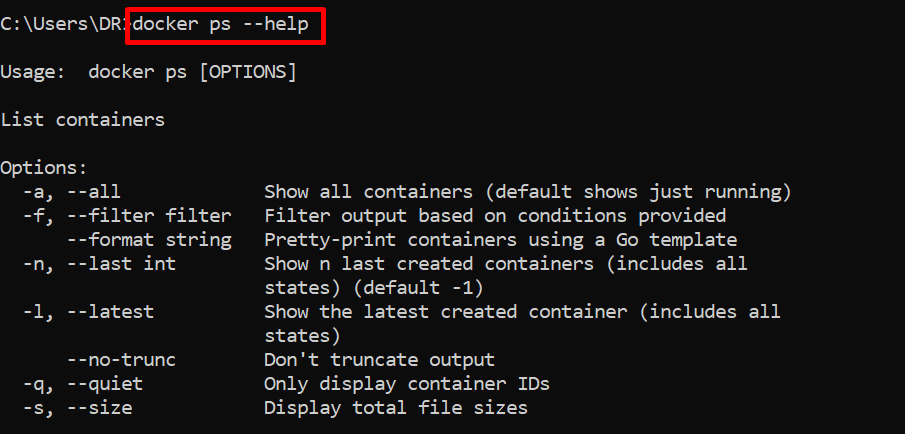 C:\Users\DR>docker ps --help
Usage:  docker ps [OPTIONS]
List containers
Options:
  -a, --all             Show all containers (default shows just running)
  -f, --filter filter   Filter output based on conditions provided
      --format string   Pretty-print containers using a Go template
  -n, --last int        Show n last created containers (includes all
                        states) (default -1)
  -l, --latest          Show the latest created container (includes all
                        states)
      --no-trunc        Don't truncate output
  -q, --quiet           Only display container IDs
  -s, --size            Display total file sizes